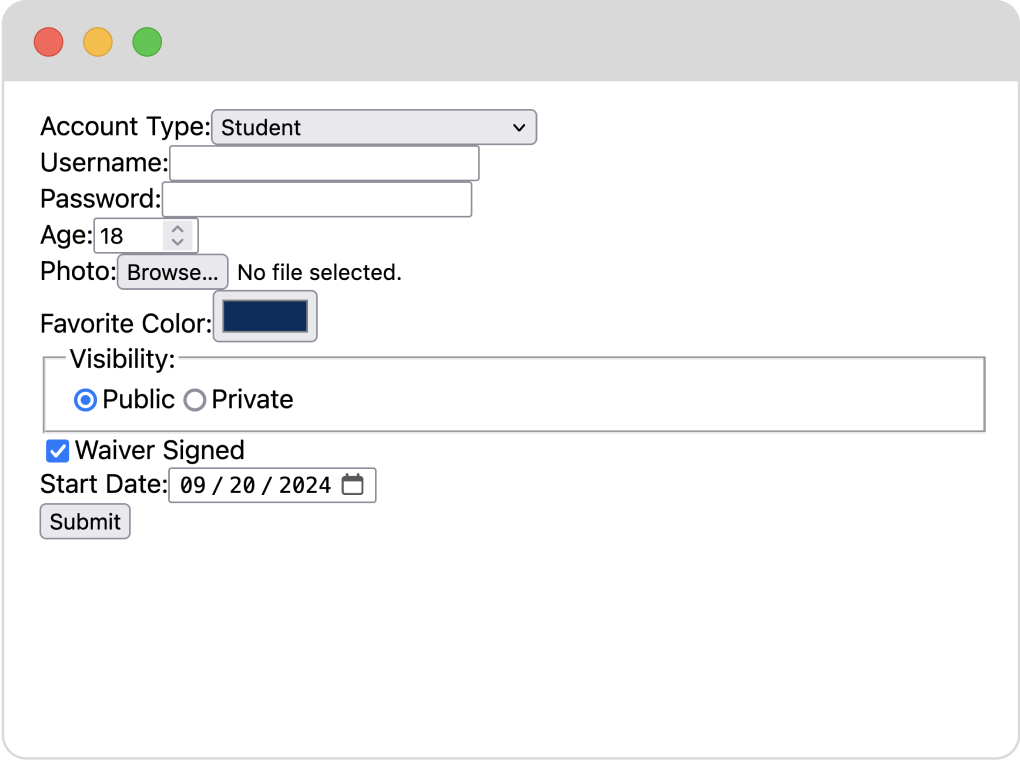 Account Type: Student
Username:
Password:
Age: 18
Photo: Browse... No file selected.
Favorite Color:
Visibility:
Public Private
Waiver Signed
Start Date: 09 / 20 / 2024
Submit